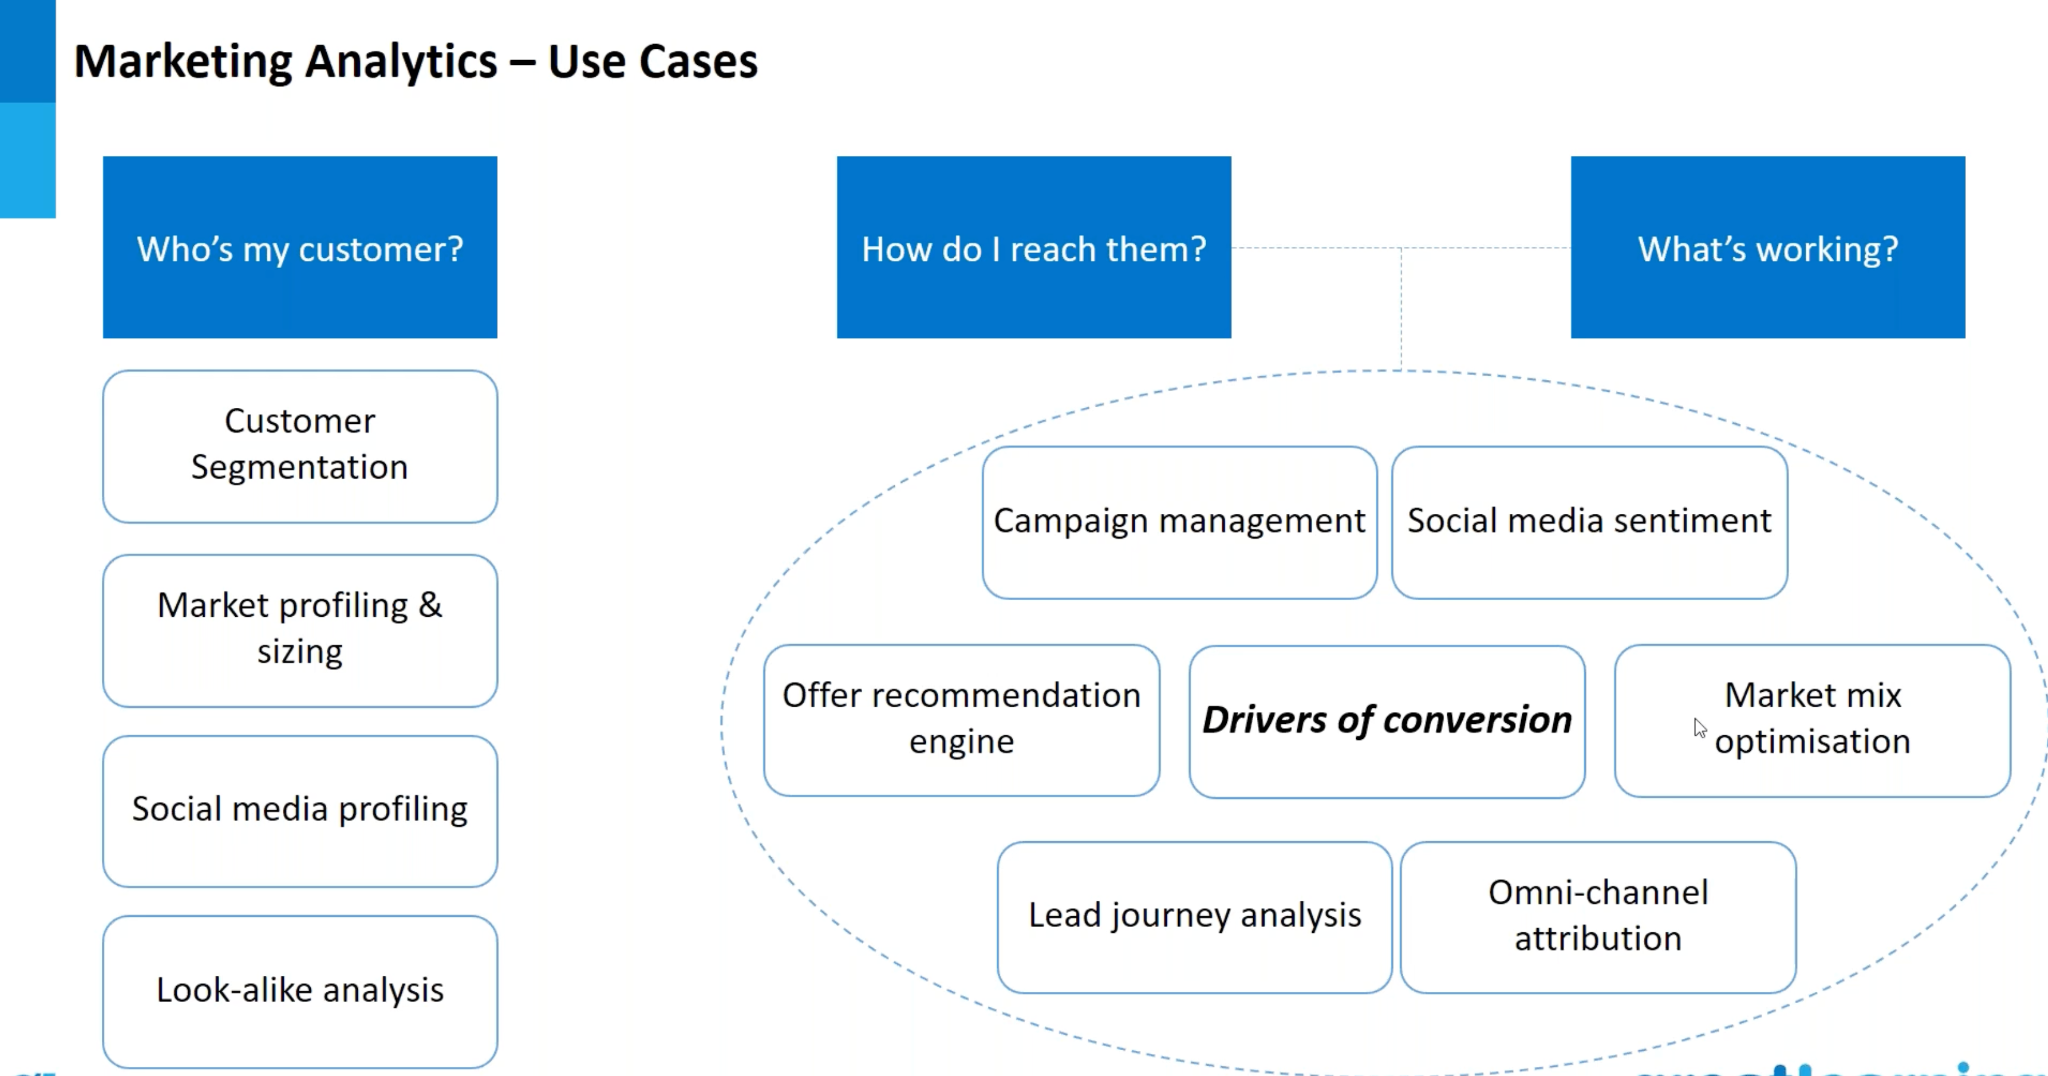 Marketing Analytics – Use Cases
Who's my customer?
How do I reach them?
What's working?
Customer
Segmentation
Market profiling &
sizing
Social media profiling
Look-alike analysis
Campaign management
Social media sentiment
Offer recommendation
engine
Drivers of conversion
Market mix
optimisation
Lead journey analysis
Omni-channel
attribution